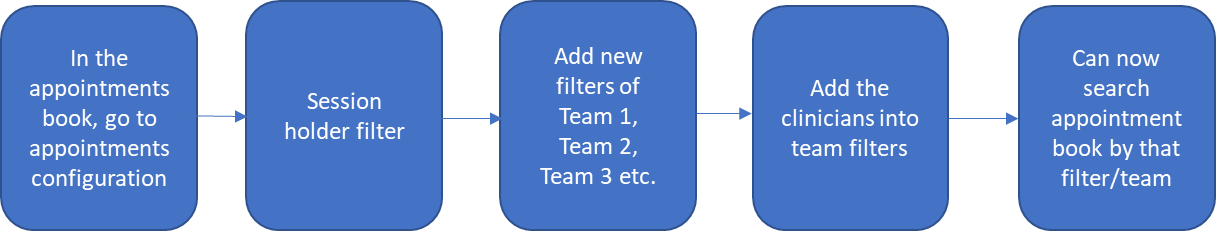 In the
appointments
book, go to
appointments
configuration
Session
holder filter
Add new
filters of
Team 1,
Team 2,
Team 3 etc.
Add the
clinicians into
team filters
Can now
search
appointment
book by that
filter/team